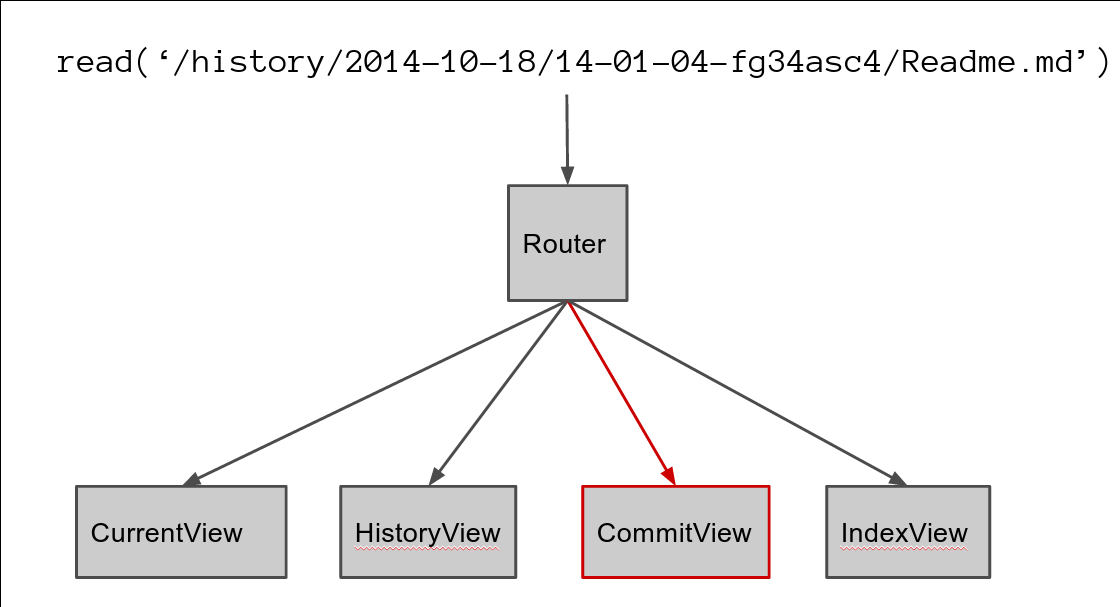 read(‘/history/2014-10-18/14-01-04-fg34asc4/Readme.md’)
Router
CurrentView
HistoryView
CommitView
IndexView